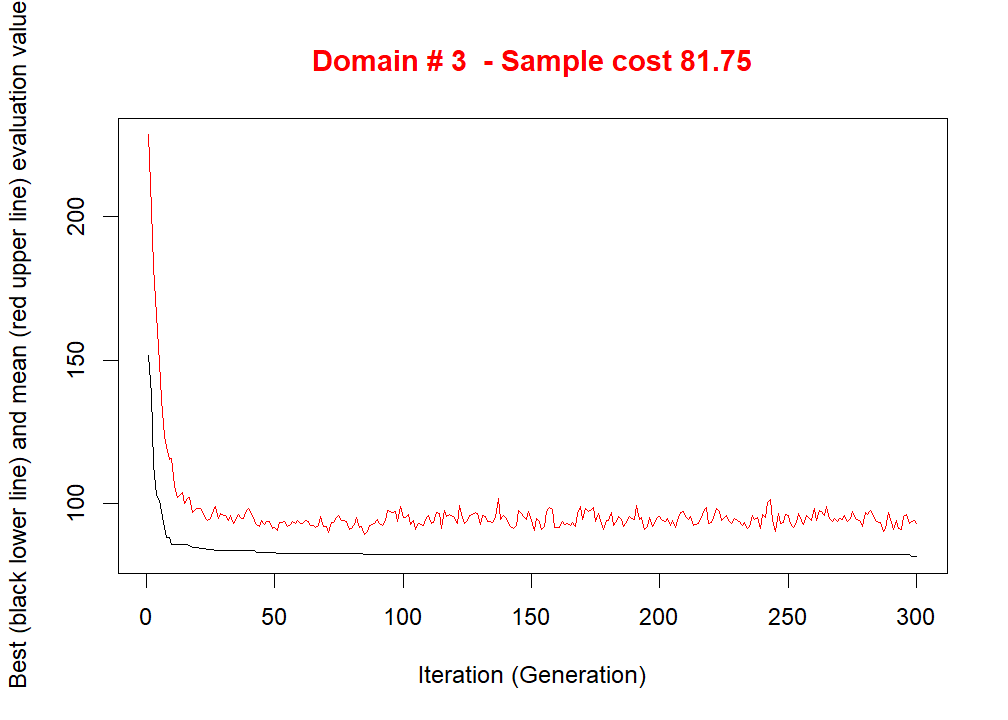 Domain # 3  - Sample cost 81.75
Best (black lower line) and mean (red upper line) evaluation value
200
150
100
0 50 100 150 200 250 300
Iteration (Generation)